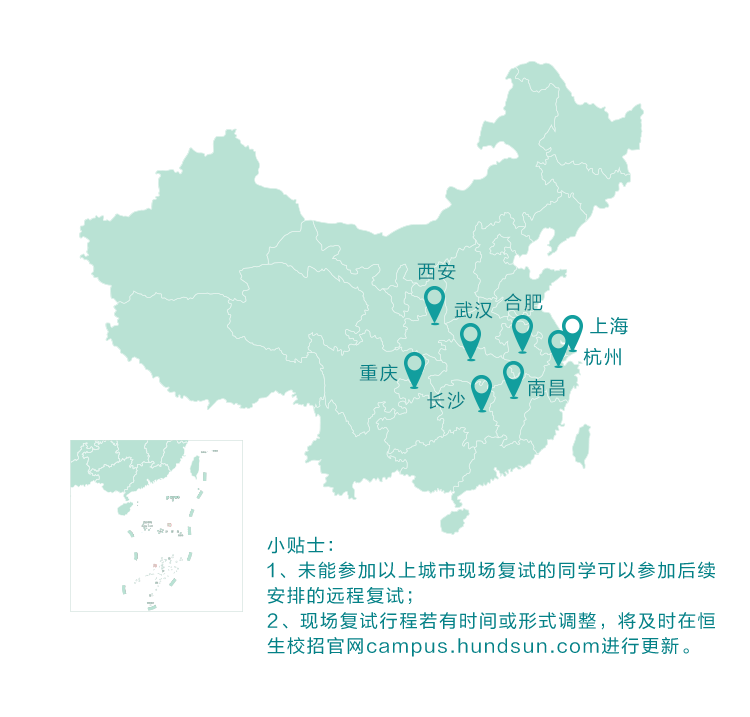 西安
合肥
武汉
上海
杭州
重庆
南昌
长沙
小贴士：
1、未能参加以上城市现场复试的同学可以参加后续
安排的远程复试；
2、现场复试行程若有时间或形式调整，将及时在恒
生校招官网campus.hundsun.com进行更新。